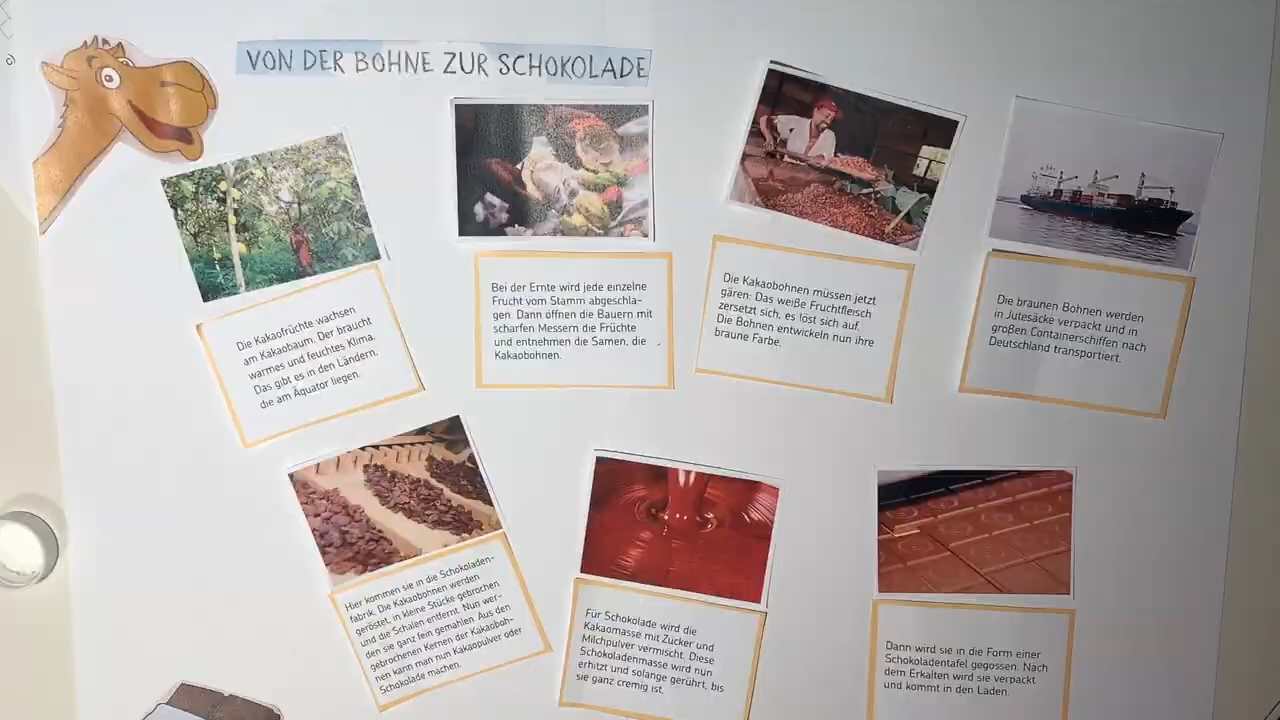 VON DER BOHNE ZUR SCHOKOLADE
Die Kakaofrüchte wachsen
am Kakaobaum. Der braucht
warmes und feuchtes Klima.
Das gibt es in den Ländern,
die am Äquator liegen.
Bei der Ernte wird jede einzelne
Frucht vom Stamm abgeschla-
gen. Dann öffnen die Bauern mit
scharfen Messern die Früchte
und entnehmen die Samen, die
Kakaobohnen.
Die Kakaobohnen müssen jetzt
gären: Das weiße Fruchtfleisch
zersetzt sich, es löst sich auf.
Die Bohnen entwickeln nun ihre
braune Farbe.
Die braunen Bohnen werden
in Jutesäcke verpackt und in
großen Containerschiffen nach
Deutschland transportiert.
Hier kommen sie in die Schokoladen-
fabrik. Die Kakaobohnen werden
geröstet, in kleine Stücke gebrochen
und die Schalen entfernt. Nun wer-
den sie ganz fein gemahlen. Aus den
gebrochenen Kernen der Kakaoboh-
nen kann man nun Kakaopulver oder
Schokolade machen.
Für Schokolade wird die
Kakaomasse mit Zucker und
Milchpulver vermischt. Diese
Schokoladenmasse wird nun
erhitzt und solange gerührt, bis
sie ganz cremig ist.
Dann wird sie in die Form einer
Schokoladentafel gegossen. Nach
dem Erkalten wird sie verpackt
und kommt in den Laden.